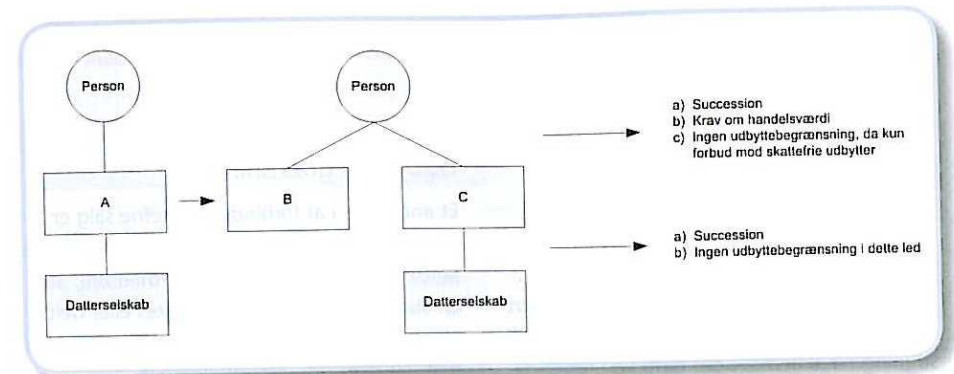 Person
Person
a) Succession
b) Krav om handelsværdi
c) Ingen udbyttebegrænsning, da kun
forbud mod skattefrie udbytter
A
B
C
a) Succession
b) Ingen udbyttebegrænsning i dette led
Datterselskab
Datterselskab